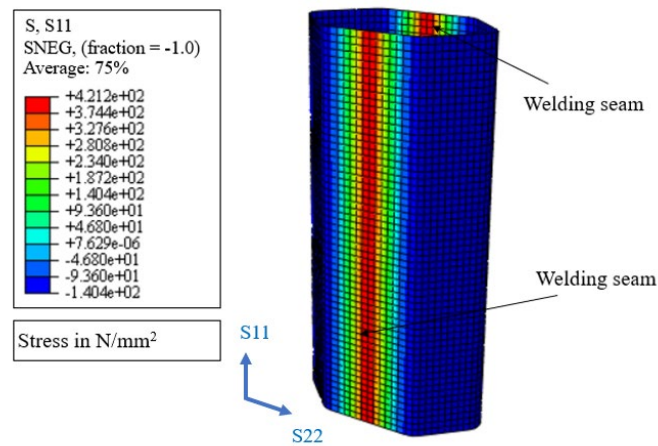 S, S11
SNEG, (fraction = -1.0)
Average: 75%
+4.212e+02
+3.744e+02
+3.276e+02
+2.808e+02
+2.340e+02
+1.872e+02
+1.404e+02
+9.360e+01
+4.680e+01
+7.629e-06
-4.680e+01
-9.360e+01
-1.404e+02
Stress in N/mm²
Welding seam
Welding seam
S11
S22